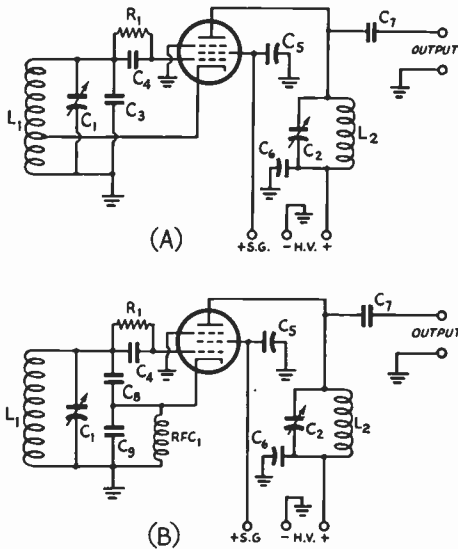 R1
C7
OUTPUT
C5
C4
L1
C1
C3
C2
L2
C6
+S.G. - H.V. +
(A)
R1
C7
OUTPUT
C5
C4
C8
L1
C1
RFC1
C9
C2
L2
C6
+S.G - H.V. +
(B)